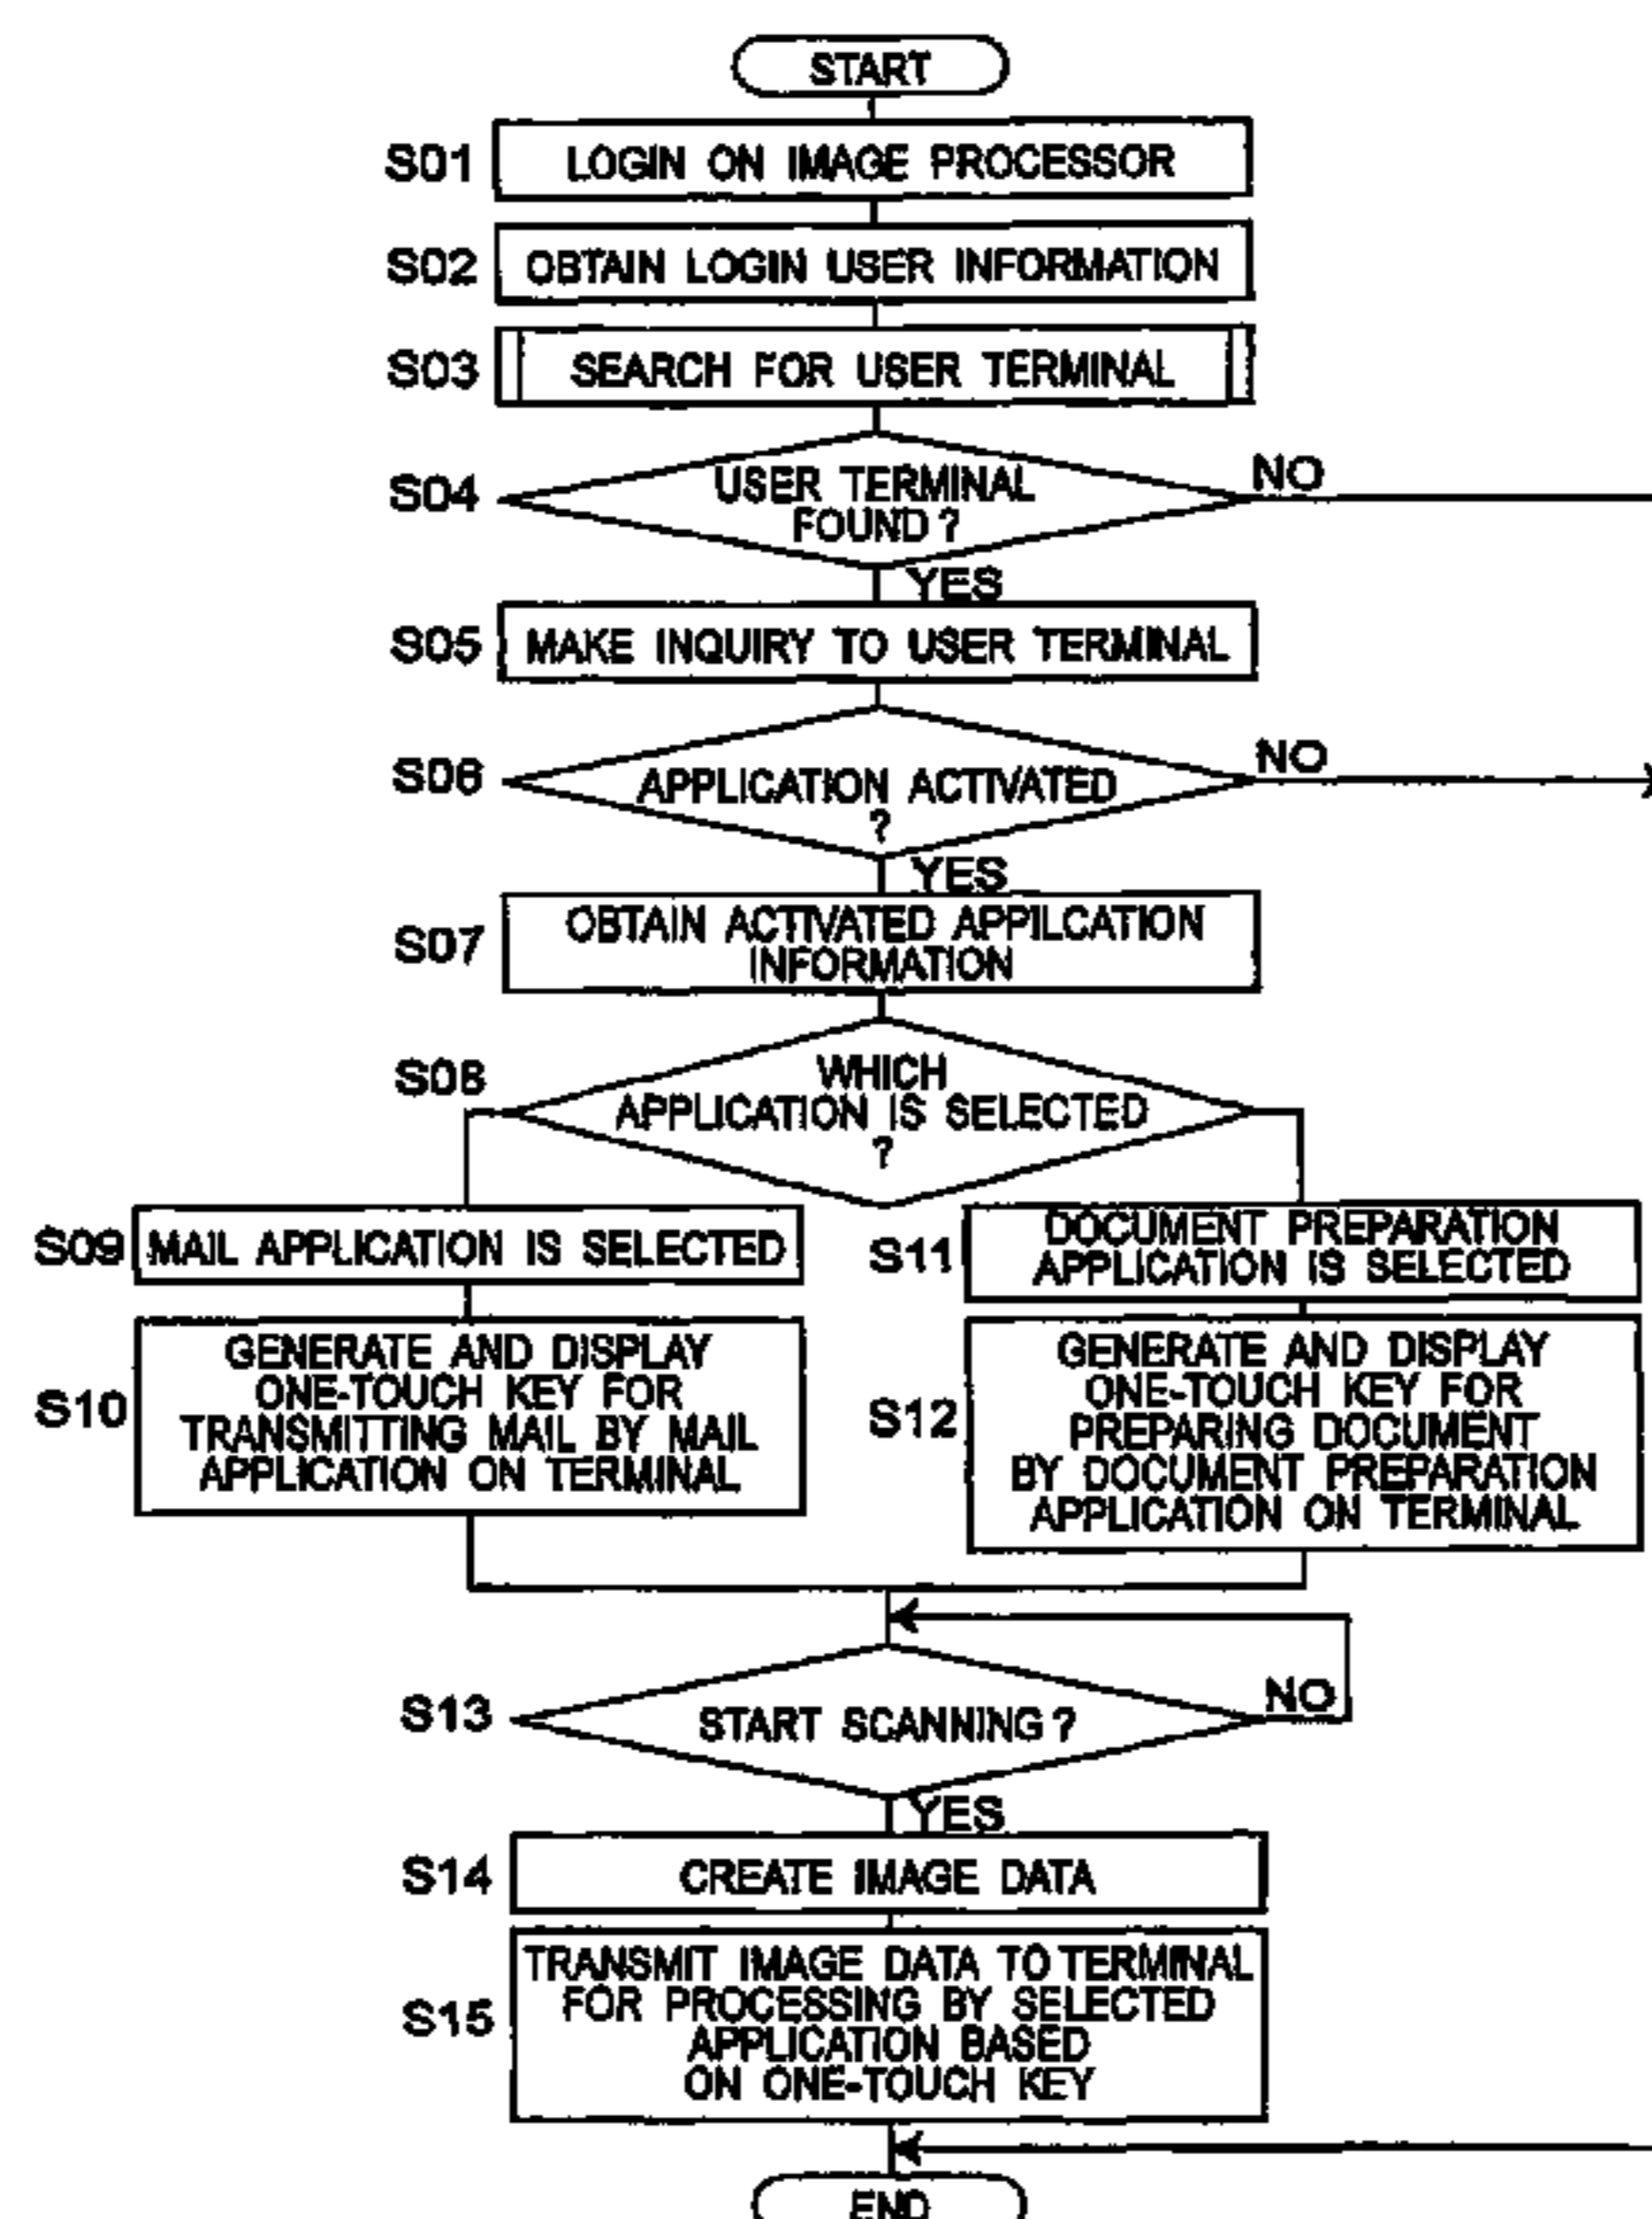 START
S01
LOGIN ON IMAGE PROCESSOR
S02
OBTAIN LOGIN USER INFORMATION
S03
SEARCH FOR USER TERMINAL
S04
USER TERMINAL
FOUND?
NO
YES
S05
MAKE INQUIRY TO USER TERMINAL
S06
APPLICATION ACTIVATED
?
NO
YES
S07
OBTAIN ACTIVATED APPILCATION
INFORMATION
S08
WHICH
APPLICATION IS SELECTED
?
S09
MAIL APPLICATION IS SELECTED
S11
DOCUMENT PREPARATION
APPLICATION IS SELECTED
S10
GENERATE AND DISPLAY
ONE-TOUCH KEY FOR
TRANSMITTING MAIL BY MAIL
APPLICATION ON TERMINAL
S12
GENERATE AND DISPLAY
ONE-TOUCH KEY FOR
PREPARING DOCUMENT
BY DOCUMENT PREPARATION
APPLICATION ON TERMINAL
S13
START SCANNING?
NO
YES
S14
CREATE IMAGE DATA
S15
TRANSMIT IMAGE DATA TO TERMINAL
FOR PROCESSING BY SELECTED
APPLICATION BASED
ON ONE-TOUCH KEY
END